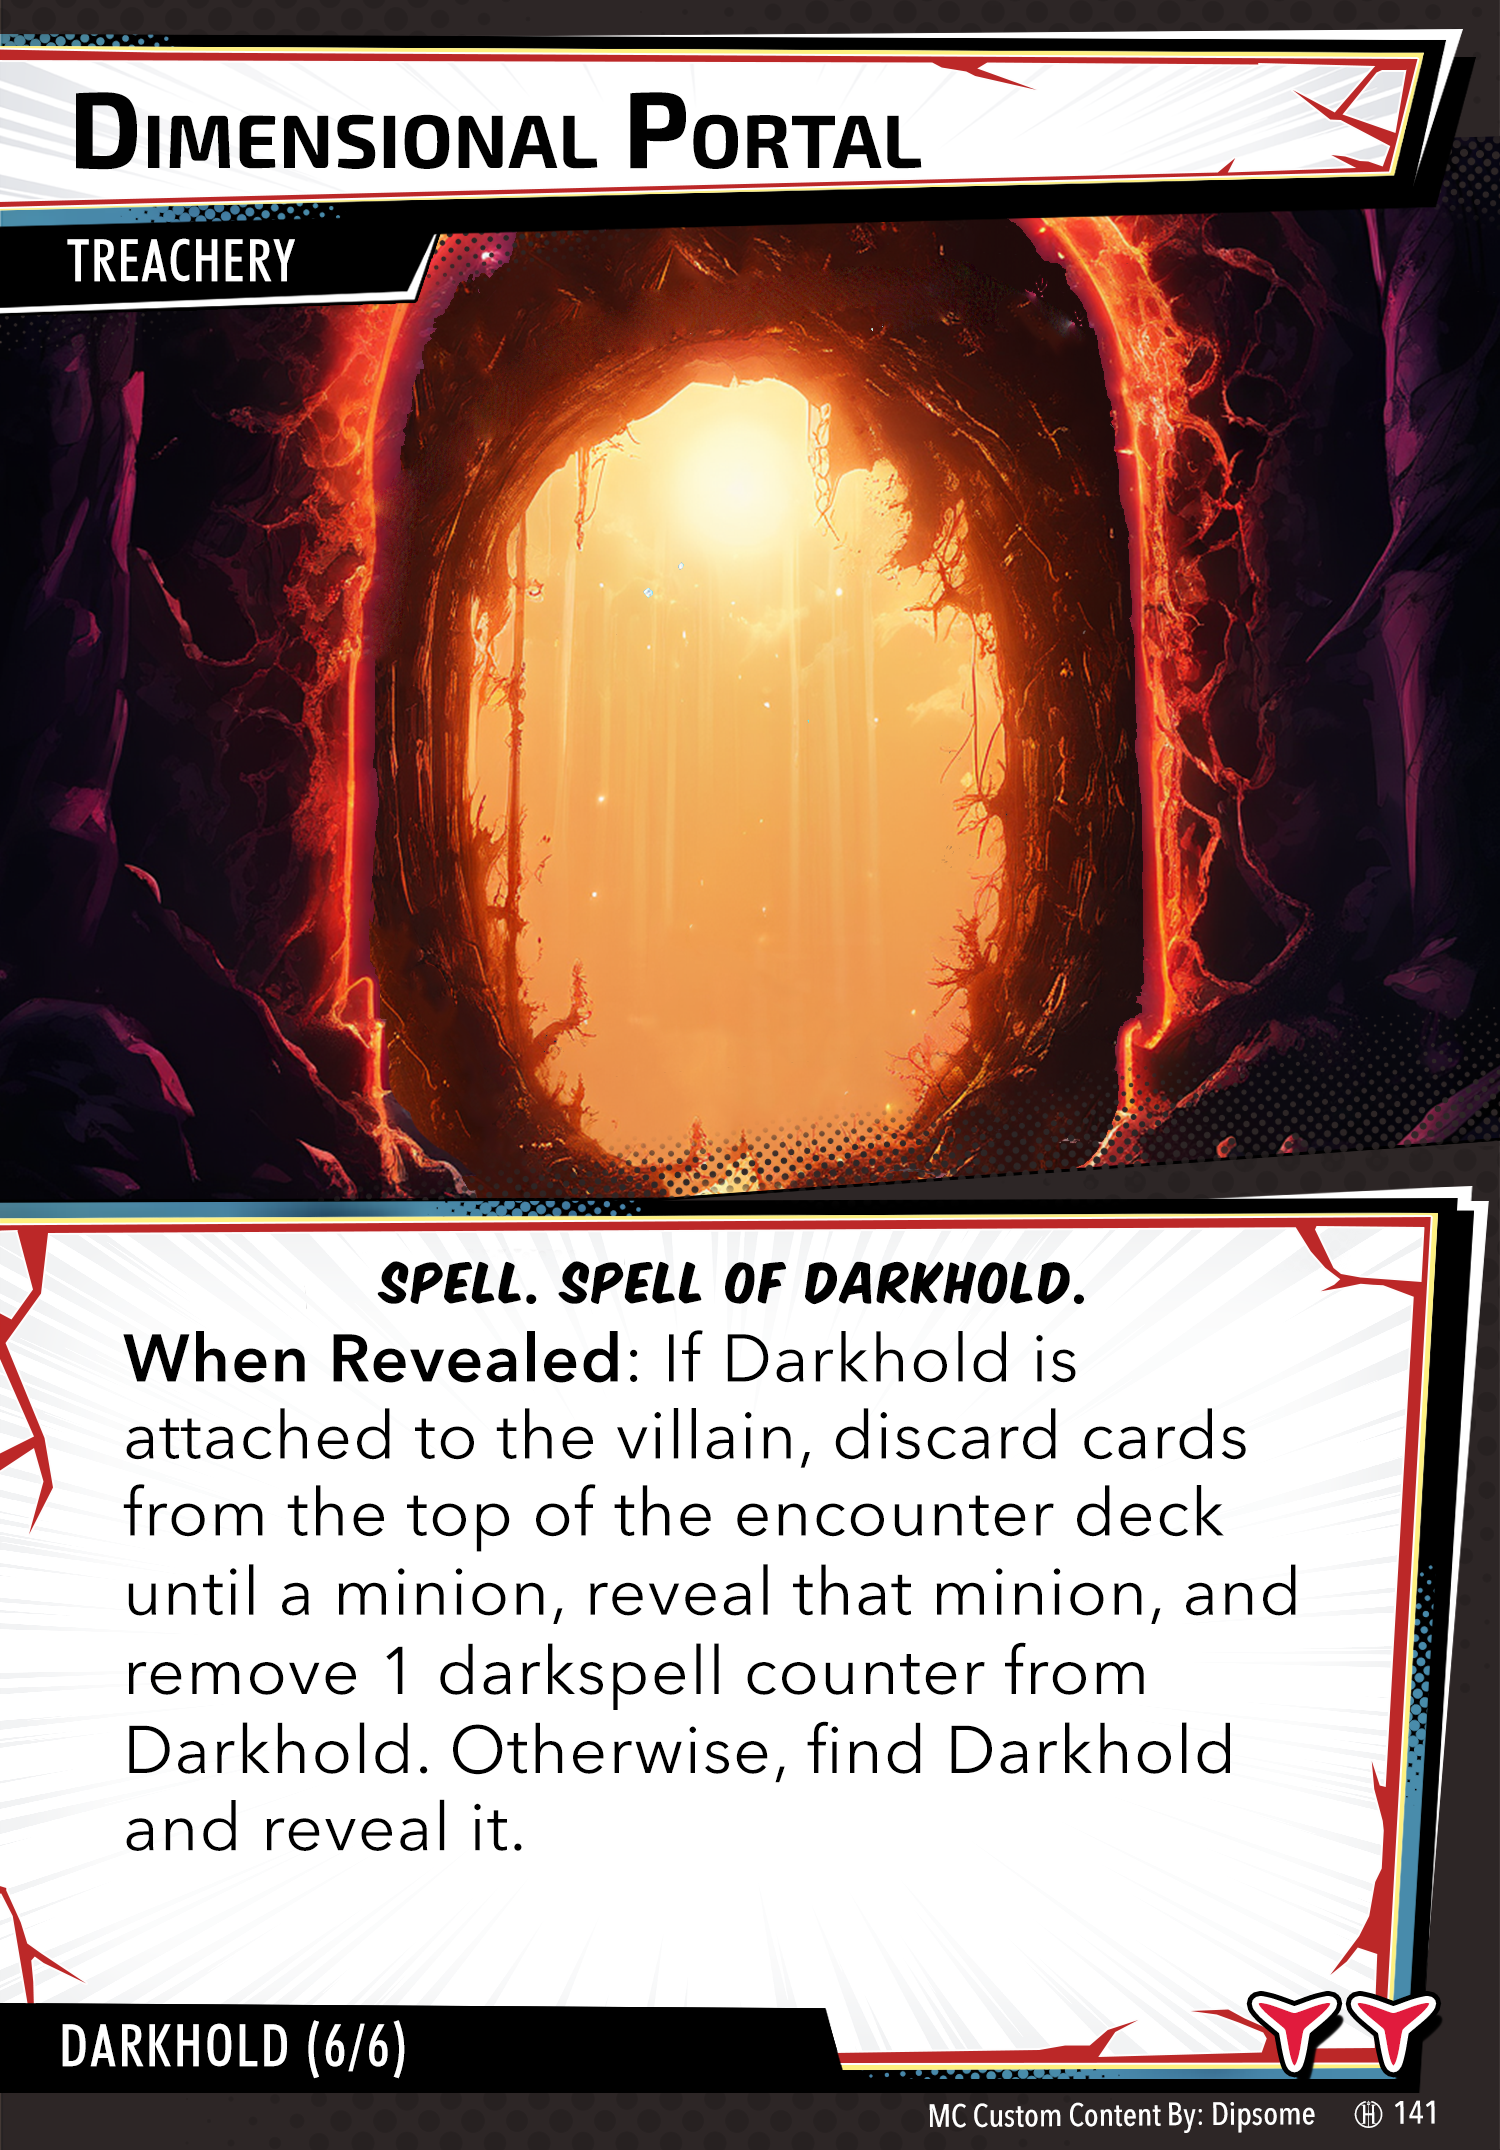 DIMENSIONAL PORTAL
TREACHERY
SPELL. SPELL OF DARKHOLD.
When Revealed: If Darkhold is
attached to the villain, discard cards
from the top of the encounter deck
until a minion, reveal that minion, and
remove 1 darkspell counter from
Darkhold. Otherwise, find Darkhold
and reveal it.
DARKHOLD (6/6)
MC Custom Content By: Dipsome 141